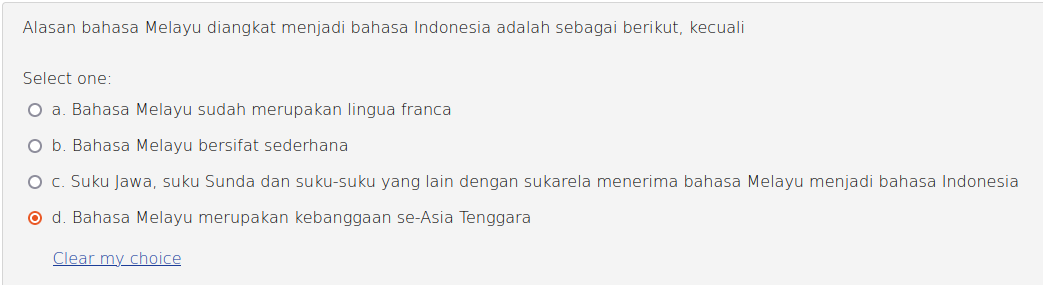 Alasan bahasa Melayu diangkat menjadi bahasa Indonesia adalah sebagai berikut, kecuali
Select one:
a. Bahasa Melayu sudah merupakan lingua franca
b. Bahasa Melayu bersifat sederhana
c. Suku Jawa, suku Sunda dan suku-suku yang lain dengan sukarela menerima bahasa Melayu menjadi bahasa Indonesia
d. Bahasa Melayu merupakan kebanggaan se-Asia Tenggara
Clear my choice